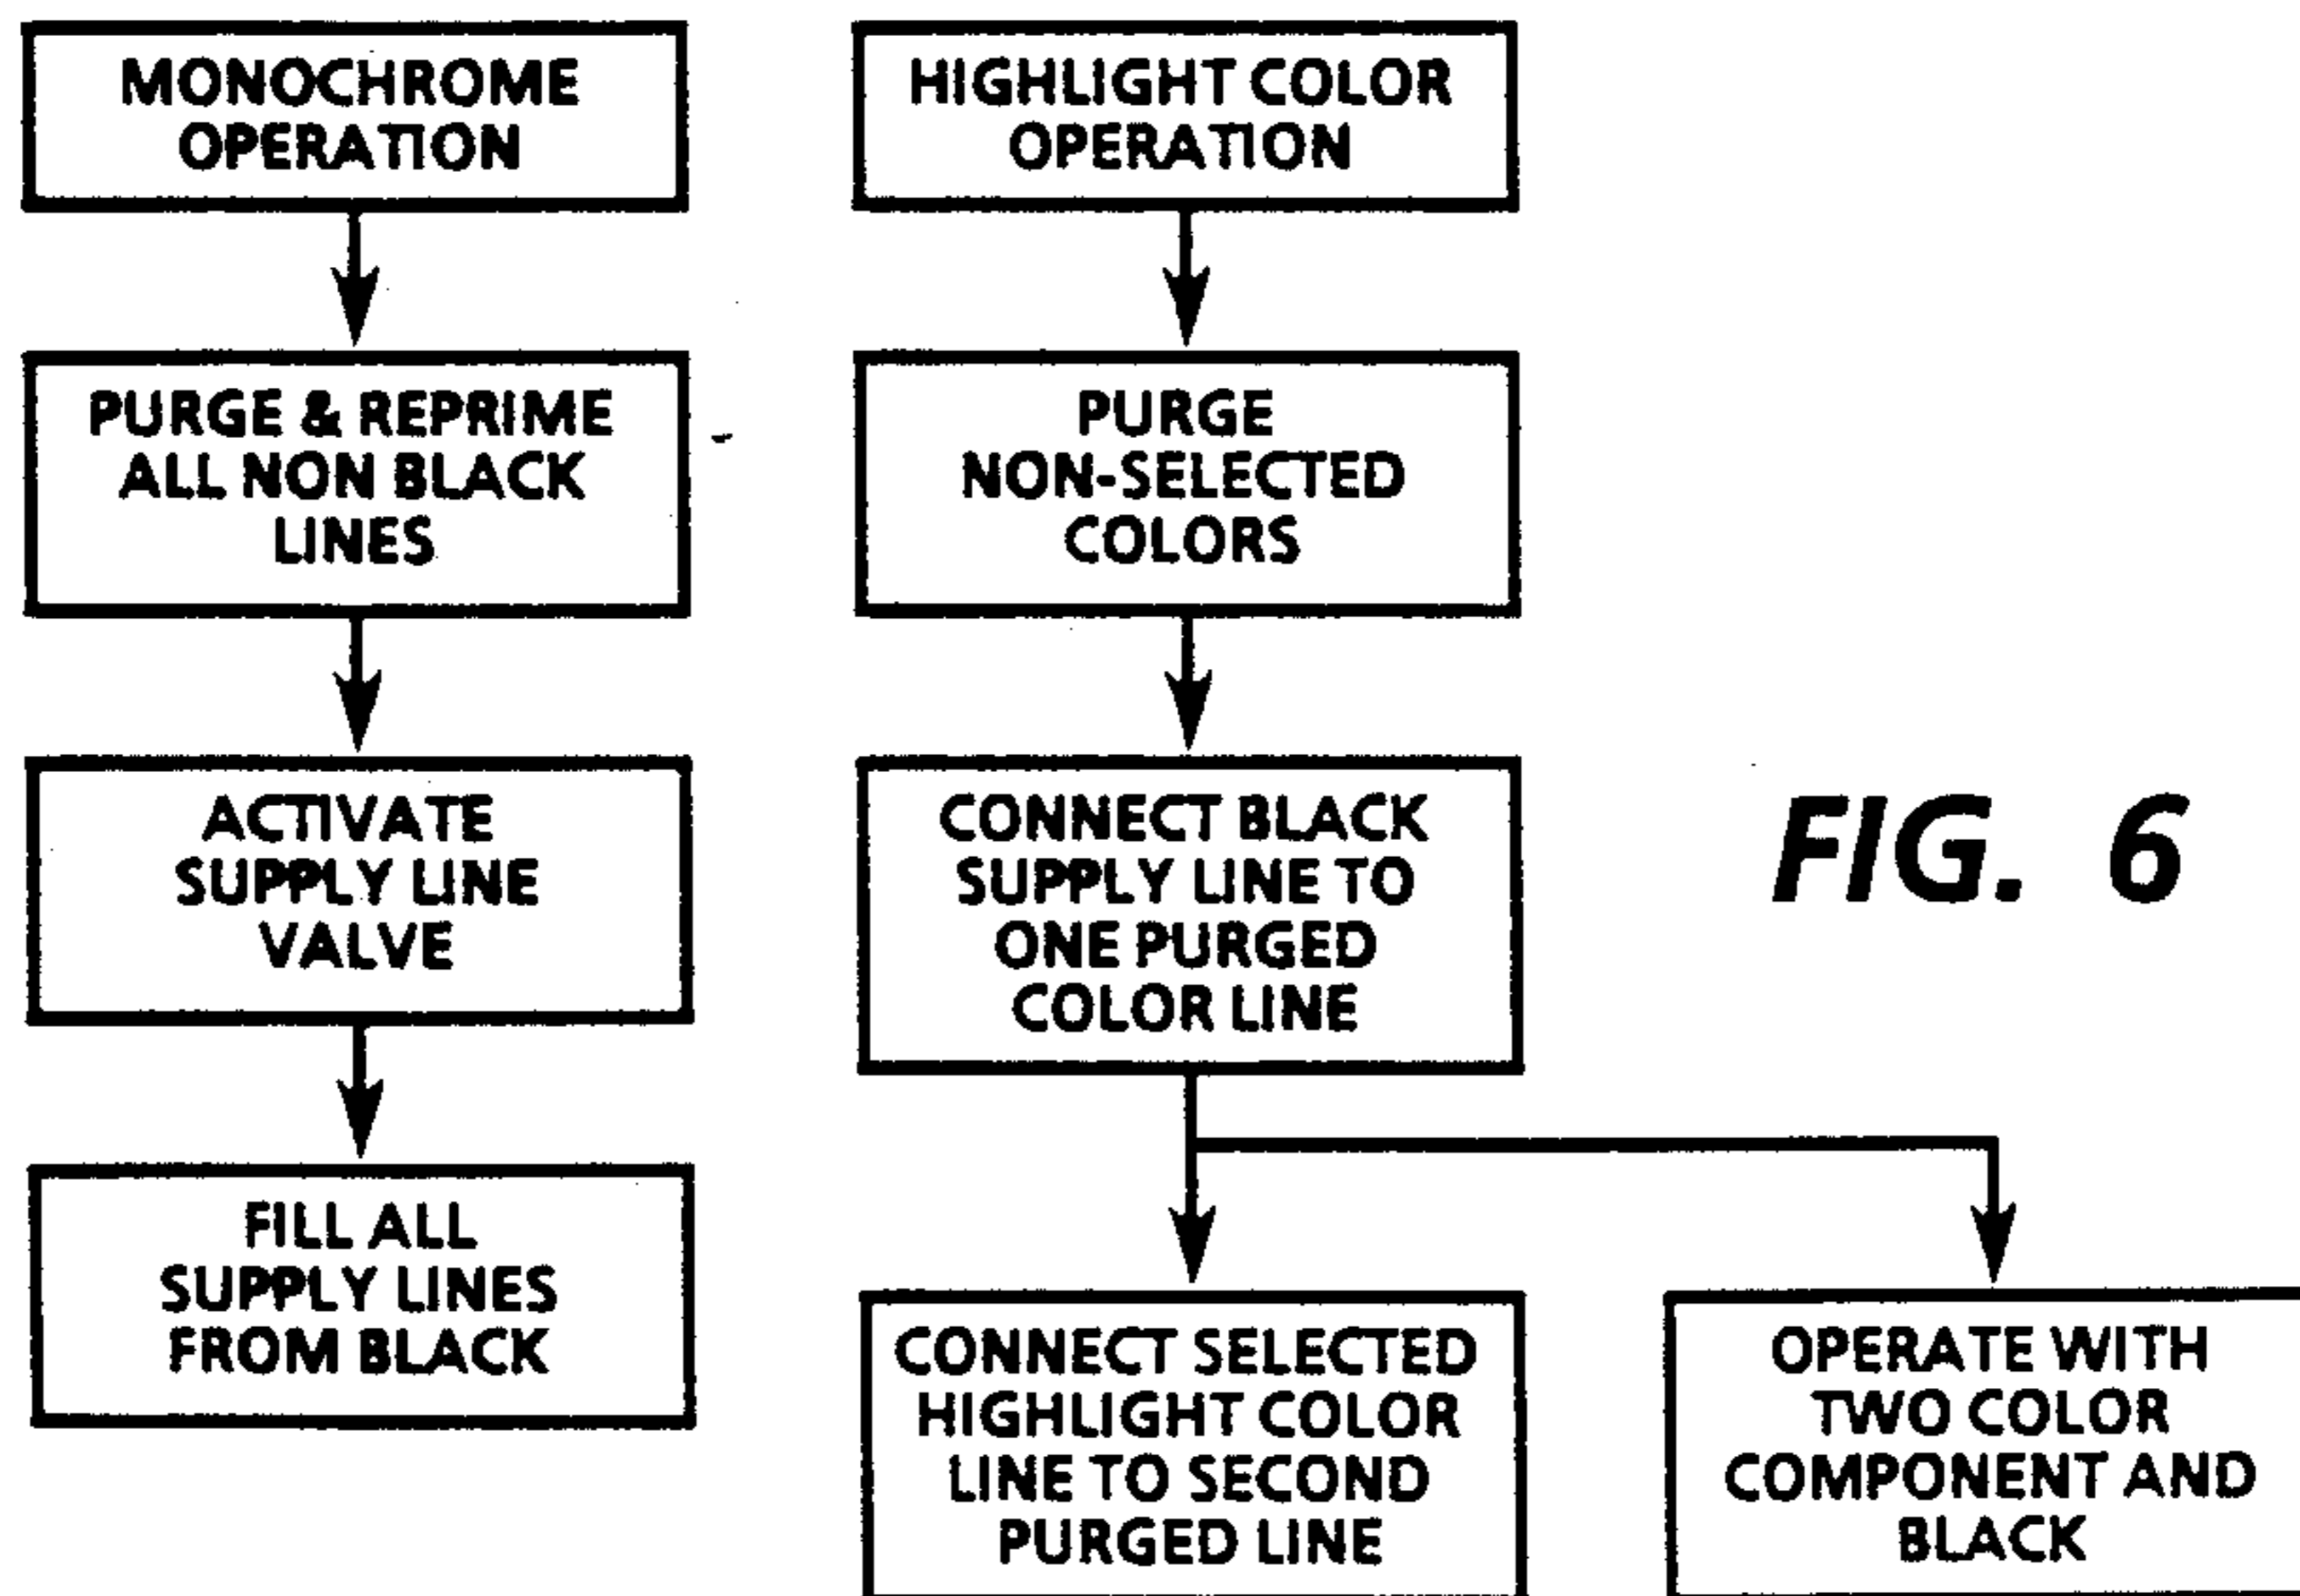 MONOCHROME
OPERATION
PURGE & REPRIME
ALL NON BLACK
LINES
ACTIVATE
SUPPLY LINE
VALVE
FILL ALL
SUPPLY LINES
FROM BLACK
HIGHLIGHT COLOR
OPERATION
PURGE
NON-SELECTED
COLORS
CONNECT BLACK
SUPPLY LINE TO
ONE PURGED
COLOR LINE
CONNECT SELECTED
HIGHLIGHT COLOR
LINE TO SECOND
PURGED LINE
OPERATE WITH
TWO COLOR
COMPONENT AND
BLACK
FIG. 6